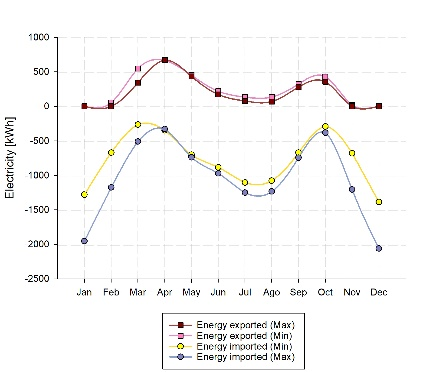 1000
500
0
-500
-1000
-1500
2000
-2500
Electricity [kWh]
Jan Feb Mar Apr May Jun Jul Ago Sep Oct Nov Dec
Energy exported (Max)
Energy exported (Min)
Energy imported (Min)
Energy imported (Max)